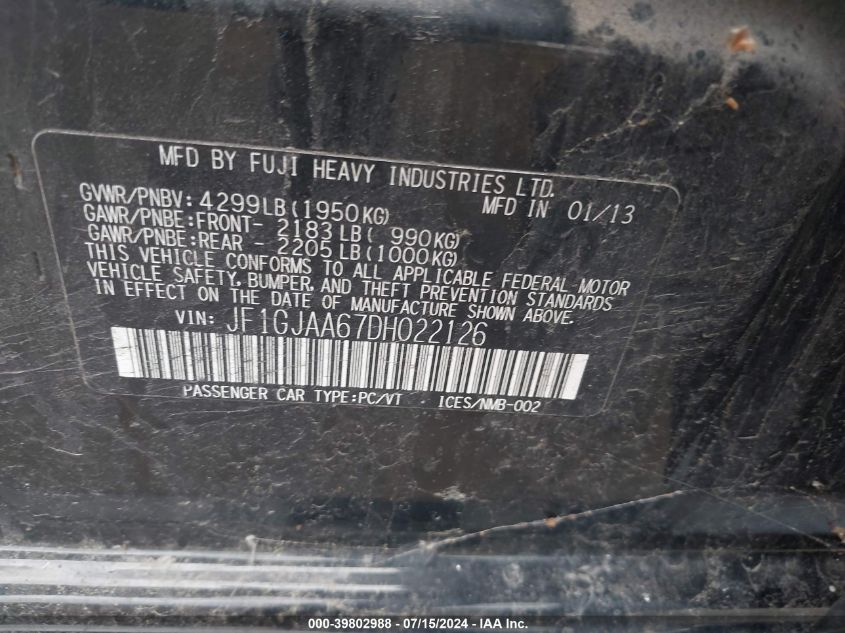 MFD BY FUJI HEAVY INDUSTRIES LTD.
GVWR/PNBV: 4299LB(1950KG) MFD IN 01/13
GAWR/PNBE:FRONT- 2183LB( 990KG)
GAWR/PNBE:REAR - 2205LB(1000KG)
THIS VEHICLE CONFORMS TO ALL APPLICABLE FEDERAL MOTOR
VEHICLE SAFETY, BUMPER, AND THEFT PREVENTION STANDARDS
IN EFFECT ON THE DATE OF MANUFACTURE SHOWN ABOVE.
VIN: JF1GJAA67DH022126
PASSENGER CAR TYPE:PC/VT ICES/NMB-002
000-39802988 - 07/15/2024 - IAA Inc.